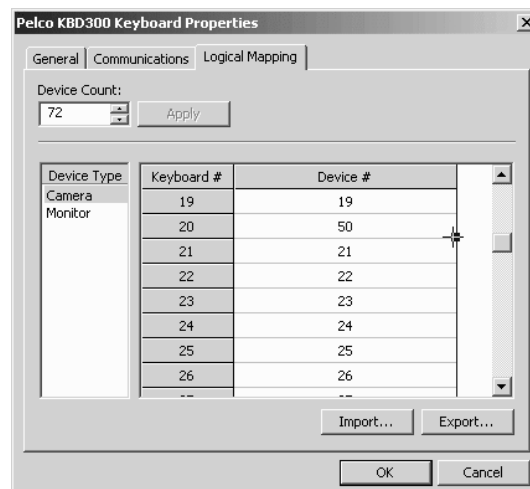 Pelco KBD300 Keyboard Properties
General Communications Logical Mapping
Device Count:
72 Apply
Device Type Keyboard # Device #
Camera 19 19
Monitor 20 50
21 21
22 22
23 23
24 24
25 25
26 26
Import... Export...
OK Cancel